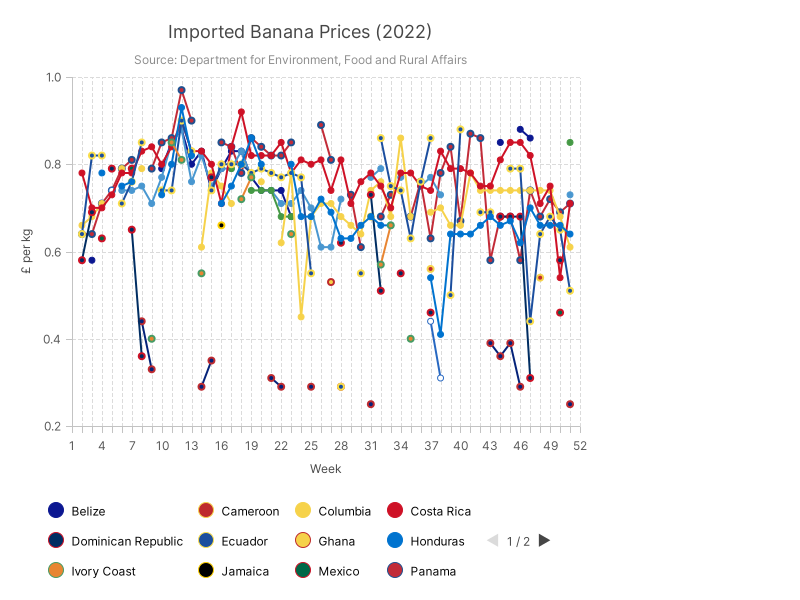 Imported Banana Prices (2022)
Source: Department for Environment, Food and Rural Affairs
1.0
0.8
0.6
0.4
0.2
£ per kg
1 4 7 10 13 16 19 22 25 28 31 34 37 40 43 46 49 52
Week
Belize Cameroon Columbia Costa Rica
Dominican Republic Ecuador Ghana Honduras 1 / 2
Ivory Coast Jamaica Mexico Panama